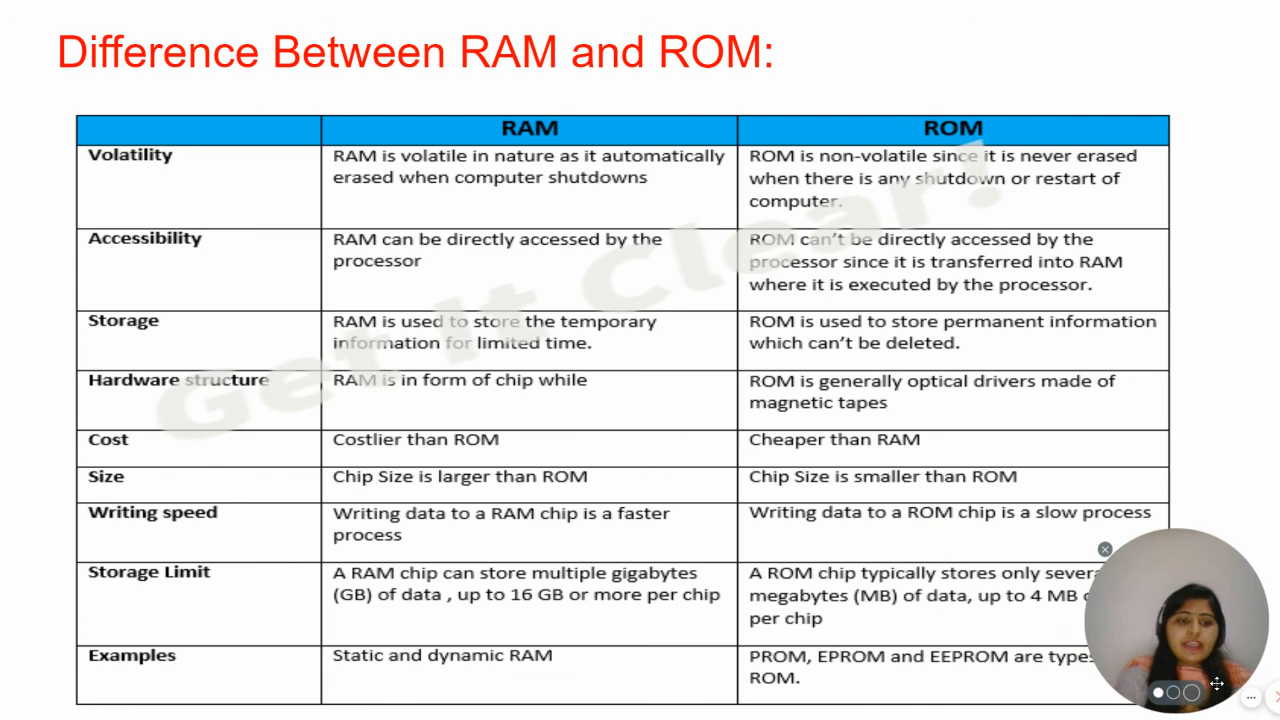 Difference Between RAM and ROM:
RAM
ROM
Volatility
RAM is volatile in nature as it automatically
erased when computer shutdowns
ROM is non-volatile since it is never erased
when there is any shutdown or restart of
computer.
Accessibility
RAM can be directly accessed by the
processor
ROM can't be directly accessed by the
processor since it is transferred into RAM
where it is executed by the processor.
Storage
RAM is used to store the temporary
information for limited time.
ROM is used to store permanent information
which can't be deleted.
Hardware structure
RAM is in form of chip while
ROM is generally optical drivers made of
magnetic tapes
Cost
Costlier than ROM
Cheaper than RAM
Size
Chip Size is larger than ROM
Chip Size is smaller than ROM
Writing speed
Writing data to a RAM chip is a faster
process
Writing data to a ROM chip is a slow process
Storage Limit
A RAM chip can store multiple gigabytes
(GB) of data , up to 16 GB or more per chip
A ROM chip typically stores only
megabytes (MB) of data, up to 4 MB
per chip
Examples
Static and dynamic RAM
PROM, EPROM and EEPROM are
ROM.
Get It Clear!